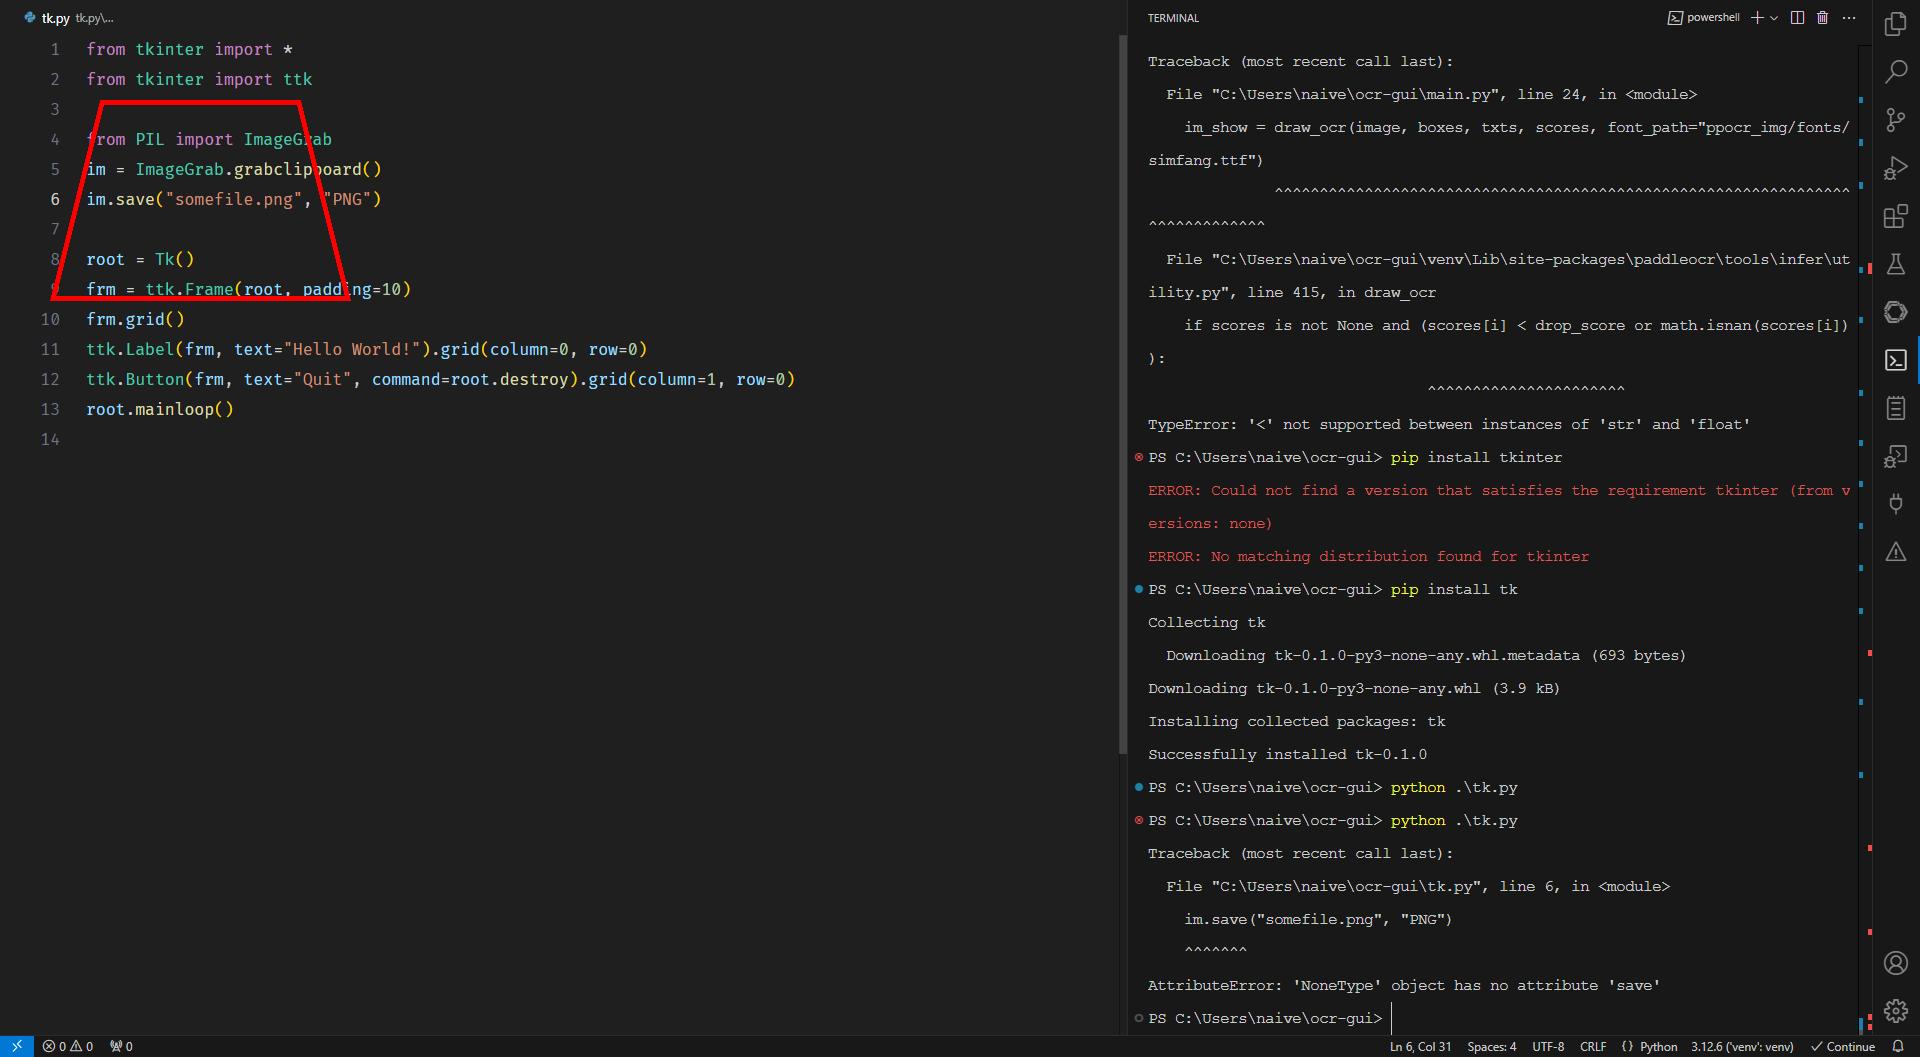 tk.py tk.py\...
1 from tkinter import *
2 from tkinter import ttk
3
4 from PIL import ImageGrab
5 im = ImageGrab.grabclipboard()
6 im.save("somefile.png", "PNG")
7
8 root = Tk()
9 frm = ttk.Frame(root, padding=10)
10 frm.grid()
11 ttk.Label(frm, text="Hello World!").grid(column=0, row=0)
12 ttk.Button(frm, text="Quit", command=root.destroy).grid(column=1, row=0)
13 root.mainloop()
14
TERMINAL
powershell
Traceback (most recent call last):
  File "C:\Users\naive\ocr-gui\main.py", line 24, in <module>
    im_show = draw_ocr(image, boxes, txts, scores, font_path="ppocr_img/fonts/
simfang.ttf")
              ^^^^^^^^^^^^^^^^^^^^^^^^^^^^^^^^^^^^^^^^^^^^^^^^^^^^^^^^^^^^^^^^
^^^^^^^^^^^^^
  File "C:\Users\naive\ocr-gui\venv\Lib\site-packages\paddleocr\tools\infer\ut
ility.py", line 415, in draw_ocr
    if scores is not None and (scores[i] < drop_score or math.isnan(scores[i])
):
                               ^^^^^^^^^^^^^^^^^^^^^^
TypeError: '<' not supported between instances of 'str' and 'float'
PS C:\Users\naive\ocr-gui> pip install tkinter
ERROR: Could not find a version that satisfies the requirement tkinter (from v
ersions: none)
ERROR: No matching distribution found for tkinter
PS C:\Users\naive\ocr-gui> pip install tk
Collecting tk
  Downloading tk-0.1.0-py3-none-any.whl.metadata (693 bytes)
Downloading tk-0.1.0-py3-none-any.whl (3.9 kB)
Installing collected packages: tk
Successfully installed tk-0.1.0
PS C:\Users\naive\ocr-gui> python .\tk.py
PS C:\Users\naive\ocr-gui> python .\tk.py
Traceback (most recent call last):
  File "C:\Users\naive\ocr-gui\tk.py", line 6, in <module>
    im.save("somefile.png", "PNG")
    ^^^^^^^
AttributeError: 'NoneType' object has no attribute 'save'
PS C:\Users\naive\ocr-gui>
0 0 0 Ln 6, Col 31 Spaces: 4 UTF-8 CRLF {} Python 3.12.6 ('venv': venv) Continue